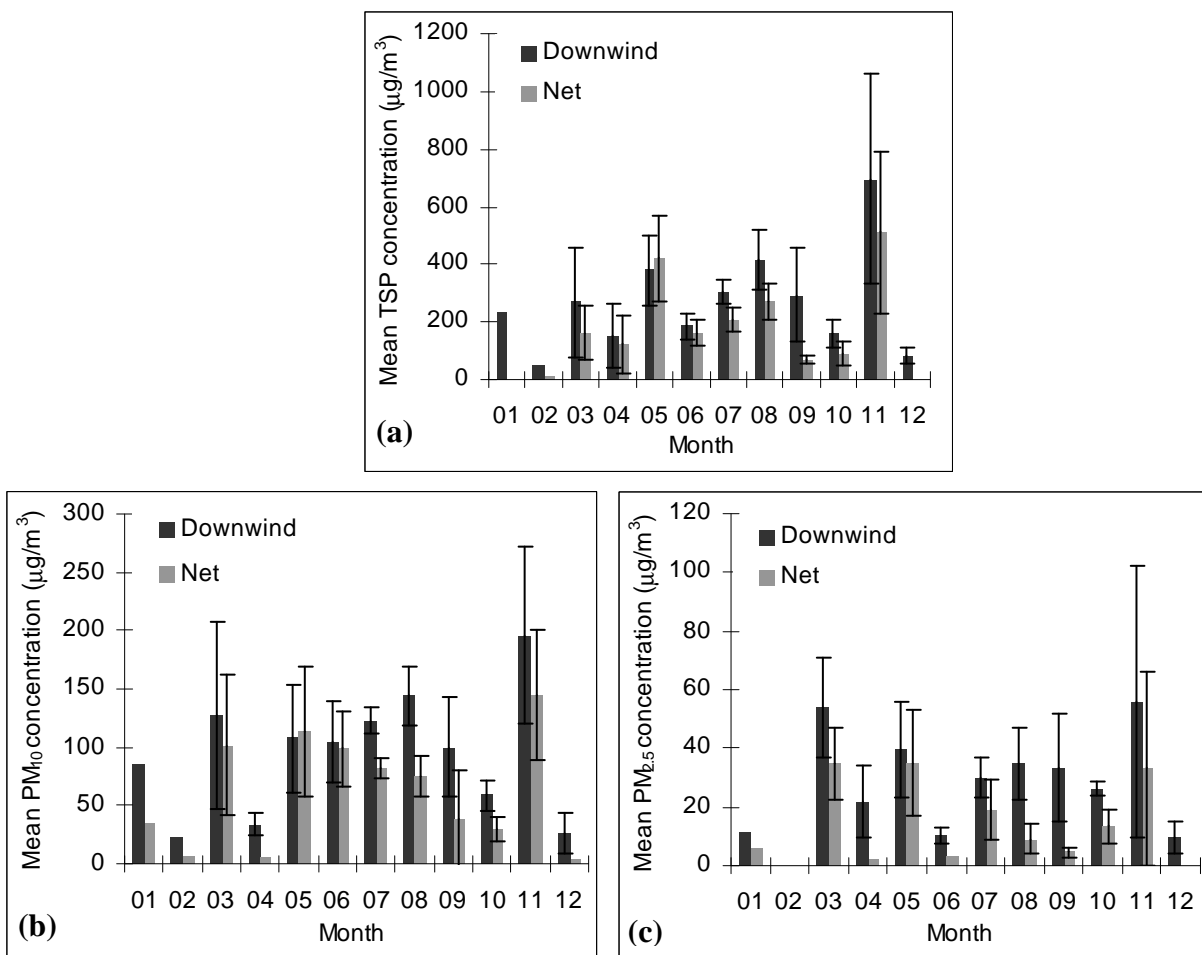 Mean TSP concentration (µg/m³)
1200
1000
800
600
400
200
0
Downwind
Net
01 02 03 04 05 06 07 08 09 10 11 12
Month
(a)
Mean PM₁₀ concentration (µg/m³)
300
250
200
150
100
50
0
Downwind
Net
01 02 03 04 05 06 07 08 09 10 11 12
Month
(b)
Mean PM₂.₅ concentration (µg/m³)
120
100
80
60
40
20
0
Downwind
Net
01 02 03 04 05 06 07 08 09 10 11 12
Month
(c)